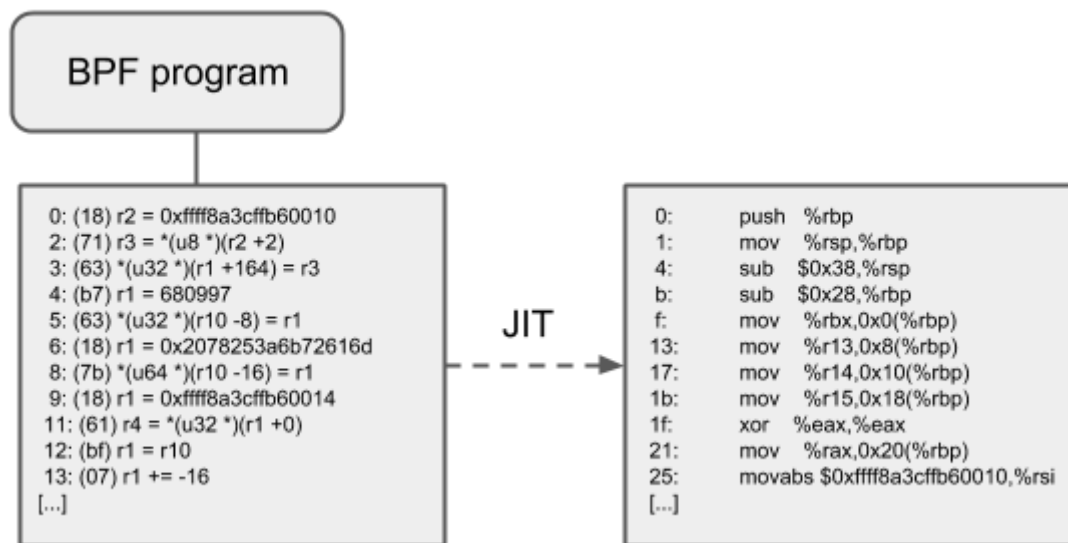 BPF program
0: (18) r2 = 0xffff8a3cffb60010
2: (71) r3 = *(u8 *)(r2 +2)
3: (63) *(u32 *)(r1 +164) = r3
4: (b7) r1 = 680997
5: (63) *(u32 *)(r10 -8) = r1
6: (18) r1 = 0x2078253a6b72616d
8: (7b) *(u64 *)(r10 -16) = r1
9: (18) r1 = 0xffff8a3cffb60014
11: (61) r4 = *(u32 *)(r1 +0)
12: (bf) r1 = r10
13: (07) r1 += -16
[...]
JIT
0: push %rbp
1: mov %rsp,%rbp
4: sub $0x38,%rsp
b: sub $0x28,%rbp
f: mov %rbx,0x0(%rbp)
13: mov %r13,0x8(%rbp)
17: mov %r14,0x10(%rbp)
1b: mov %r15,0x18(%rbp)
1f: xor %eax,%eax
21: mov %rax,0x20(%rbp)
25: movabs $0xffff8a3cffb60010,%rsi
[...]